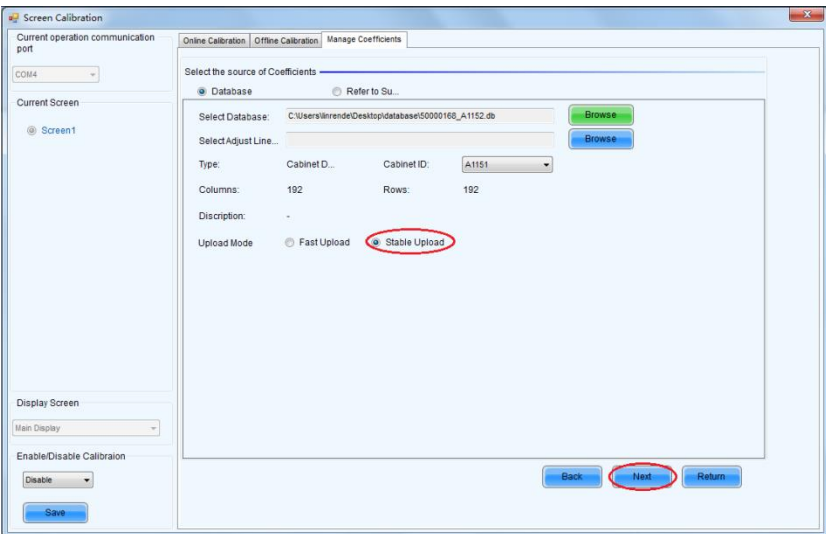 Screen Calibration
Current operation communication
port
COM4
Current Screen
Screen1
Display Screen
Main Display
Enable/Disable Calibraion
Disable
Save
Online Calibration Offline Calibration Manage Coefficients
Select the source of Coefficients
Database Refer to Su...
Select Database: C:\Users\linrende\Desktop\database\50000168_A1152.db Browse
Select Adjust Line... Browse
Type: Cabinet D... Cabinet ID: A1151
Columns: 192 Rows: 192
Discription: -
Upload Mode Fast Upload Stable Upload
Back Next Return